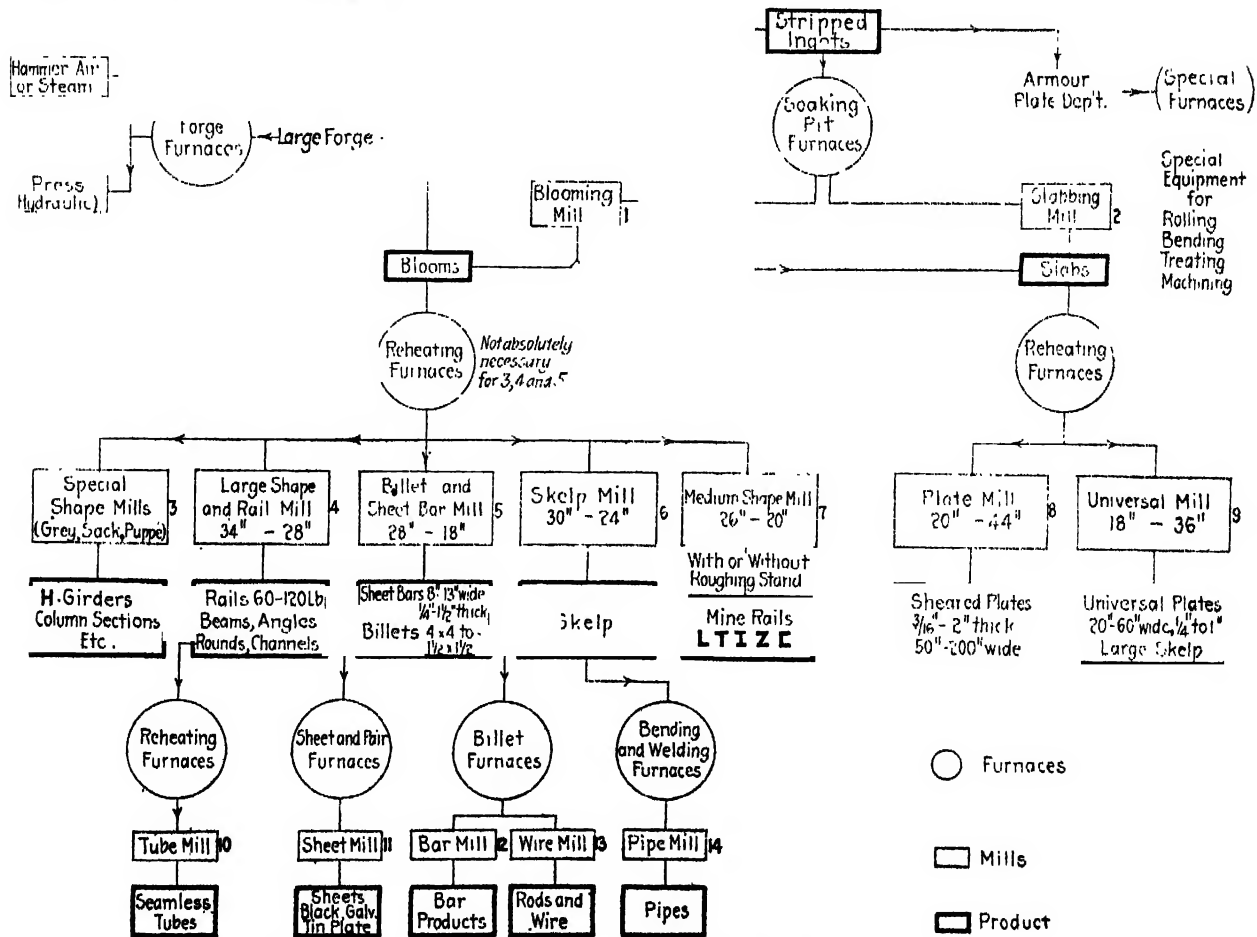 Stripped
Ingots
Hammer Air
or Steam
Armour
Plate Dep't.
(Special
Furnaces)
Soaking
Pit
Furnaces
Forge
Furnaces
Large Forge
Press
Hydraulic)
Blooming
Mill
1
Slabbing
Mill
2
Special
Equipment
for
Rolling
Bending
Treating
Machining
Blooms
Slabs
Reheating
Furnaces
Not absolutely
necessary
for 3,4 and 5
Reheating
Furnaces
Special
Shape Mills
(Grey, Sack, Puppe)
3
Large Shape
and Rail Mill
34" - 28"
4
Billet and
Sheet Bar Mill
28" - 18"
5
Skelp Mill
30" - 24"
6
Medium Shape Mill
26" - 20"
7
Plate Mill
20" - 44"
8
Universal Mill
18" - 36"
9
With or Without
Roughing Stand
H-Girders
Column Sections
Etc.
Rails 60-120Lb
Beams, Angles
Rounds, Channels
Sheet Bars 8"-13" wide
1/4"-1 1/2" thick,
Billets 4 x 4 to
1 1/2 x 1 1/2
Skelp
Mine Rails
L T I Z C
Sheared Plates
3/16" - 2" thick
50"-200" wide
Universal Plates
20"-60" wide, 1/4" to 1"
Large Skelp
Reheating
Furnaces
Sheet and Pair
Furnaces
Billet
Furnaces
Bending
and Welding
Furnaces
Furnaces
Tube Mill
10
Sheet Mill
11
Bar Mill
12
Wire Mill
13
Pipe Mill
14
Mills
Seamless
Tubes
Sheets
Black, Galv.
Tin Plate
Bar
Products
Rods and
Wire
Pipes
Product